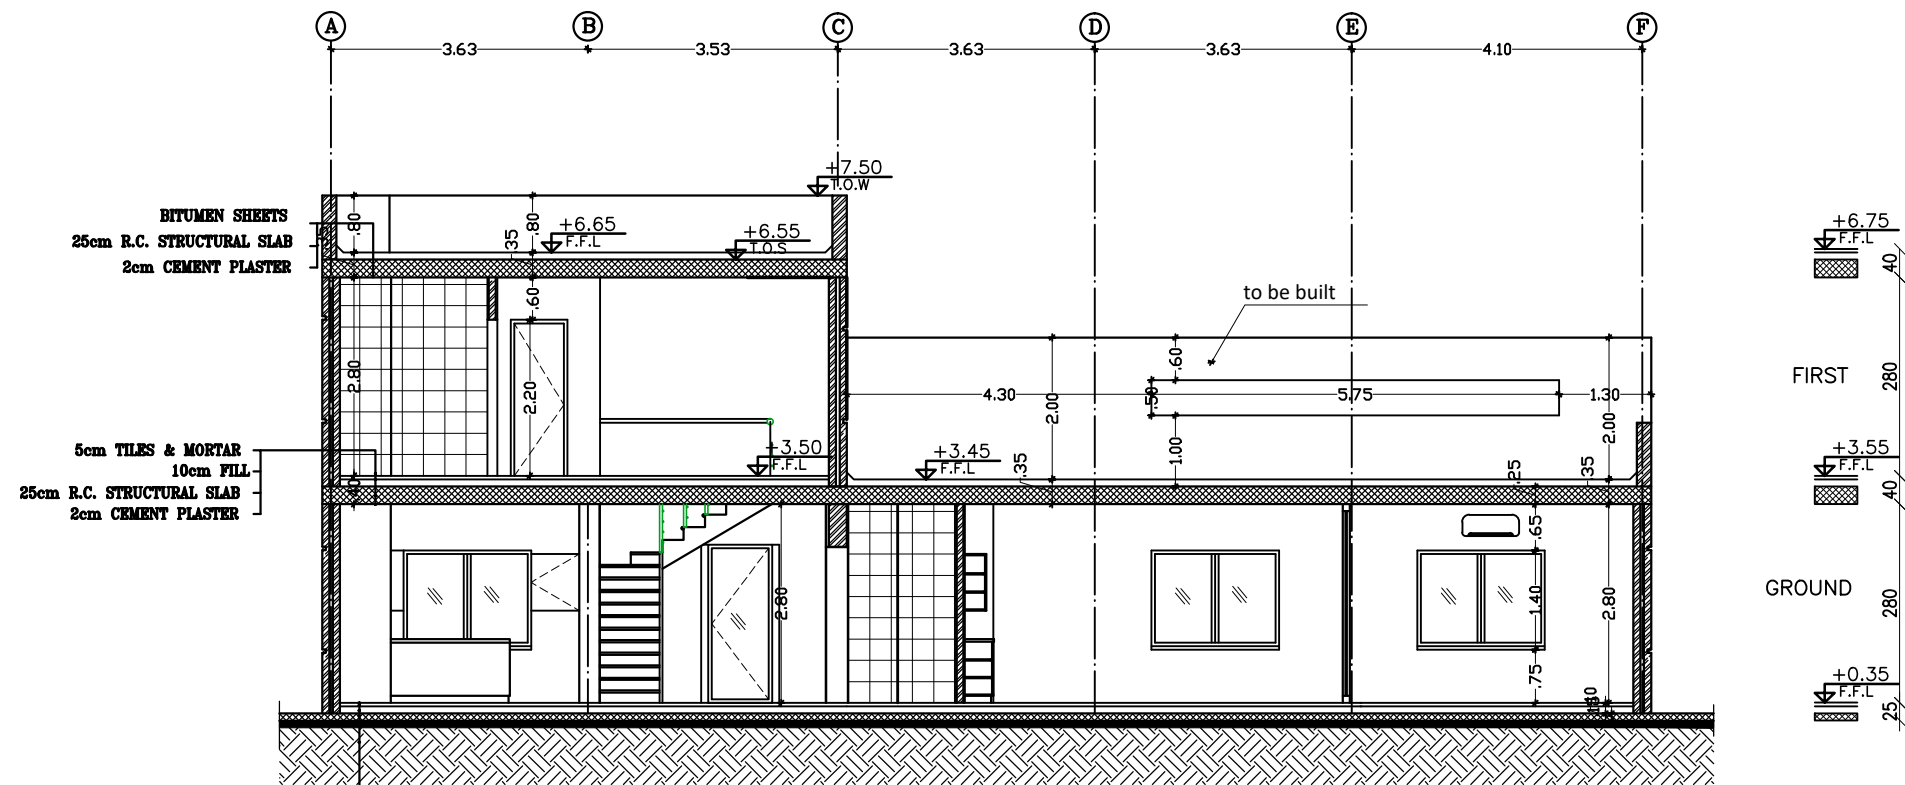 A B C D E F
3.63 3.53 3.63 3.63 4.10
+7.50
T.O.W
BITUMEN SHEETS
25cm R.C. STRUCTURAL SLAB
2cm CEMENT PLASTER
.80 .80
+6.65
F.F.L
.35
+6.55
T.O.S
+6.75
F.F.L
40
.60
to be built
2.80
2.20
.60
4.30
2.00
.50
5.75
1.30
2.00
FIRST
280
5cm TILES & MORTAR
10cm FILL
25cm R.C. STRUCTURAL SLAB
2cm CEMENT PLASTER
.40
+3.50
F.F.L
+3.45
F.F.L
.35
1.00
.25
.35
+3.55
F.F.L
40
.65
2.80
1.40
2.80
GROUND
280
.75
+0.35
F.F.L
25